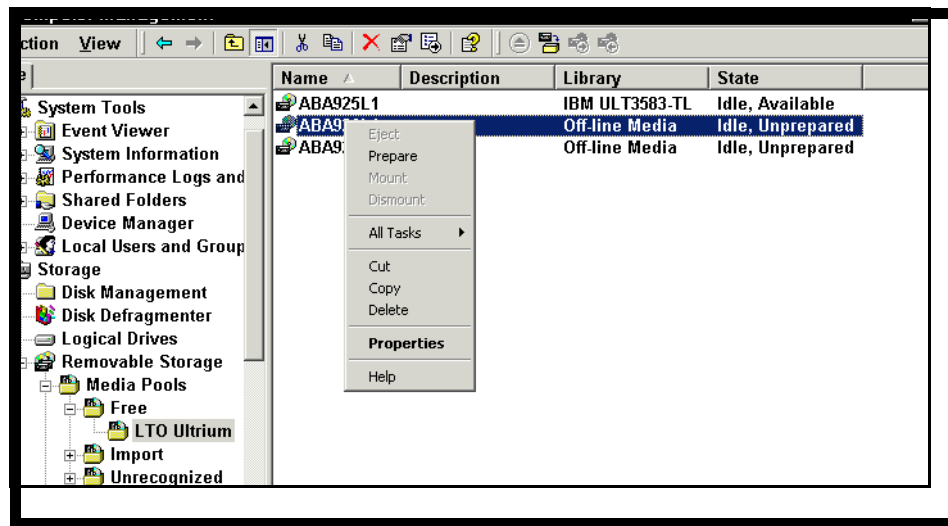 ction View
Name Description Library State
System Tools
Event Viewer
System Information
Performance Logs and
Shared Folders
Device Manager
Local Users and Group
Storage
Disk Management
Disk Defragmenter
Logical Drives
Removable Storage
Media Pools
Free
LTO Ultrium
Import
Unrecognized
ABA925L1 IBM ULT3583-TL Idle, Available
ABA9 Off-line Media Idle, Unprepared
ABA9 Off-line Media Idle, Unprepared
Eject
Prepare
Mount
Dismount
All Tasks
Cut
Copy
Delete
Properties
Help